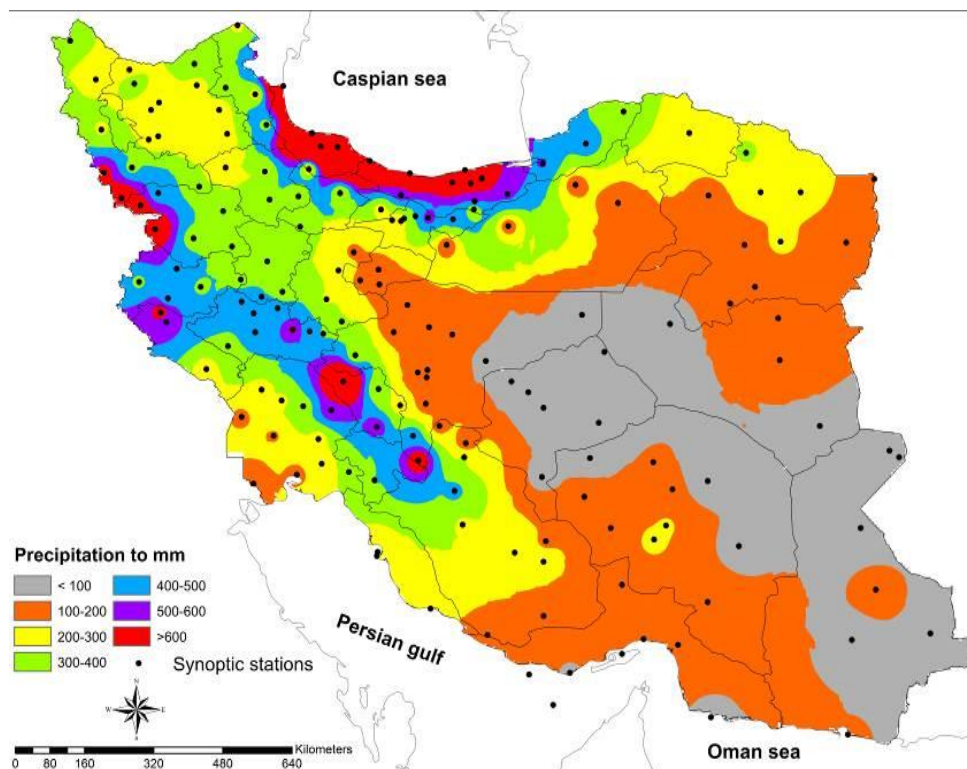 Caspian sea
Precipitation to mm
< 100
400-500
100-200
500-600
200-300
>600
300-400
Synoptic stations
Persian gulf
Oman sea
N
W
E
S
Kilometers
0 80 160 320 480 640